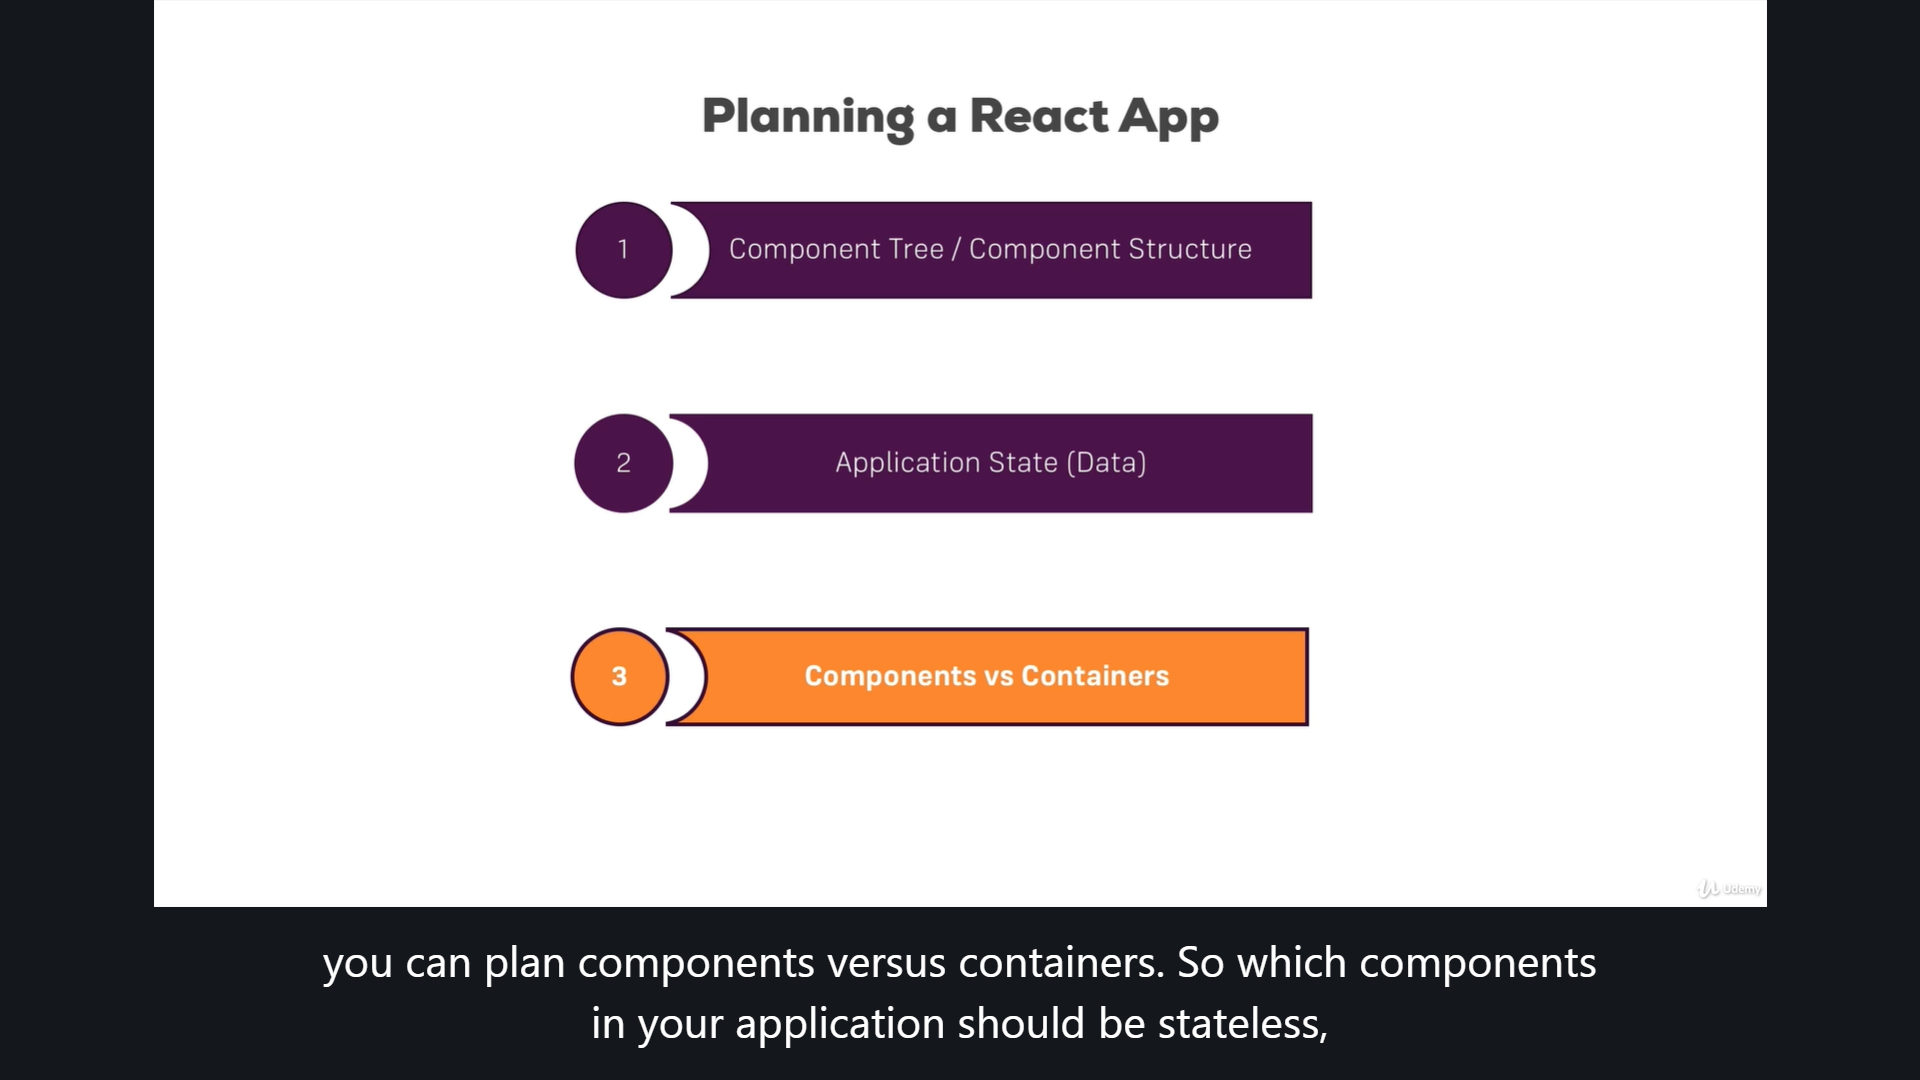 Planning a React App
1
Component Tree / Component Structure
2
Application State (Data)
3
Components vs Containers
Udemy
you can plan components versus containers. So which components
in your application should be stateless,